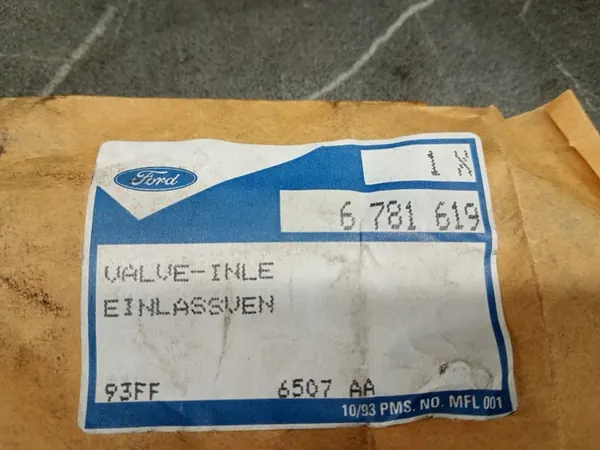 Ford
1 X
6 781 619
VALVE-INLE
EINLASSVEN
93FF 6507 AA
10/93 PMS. NO. MFL 001